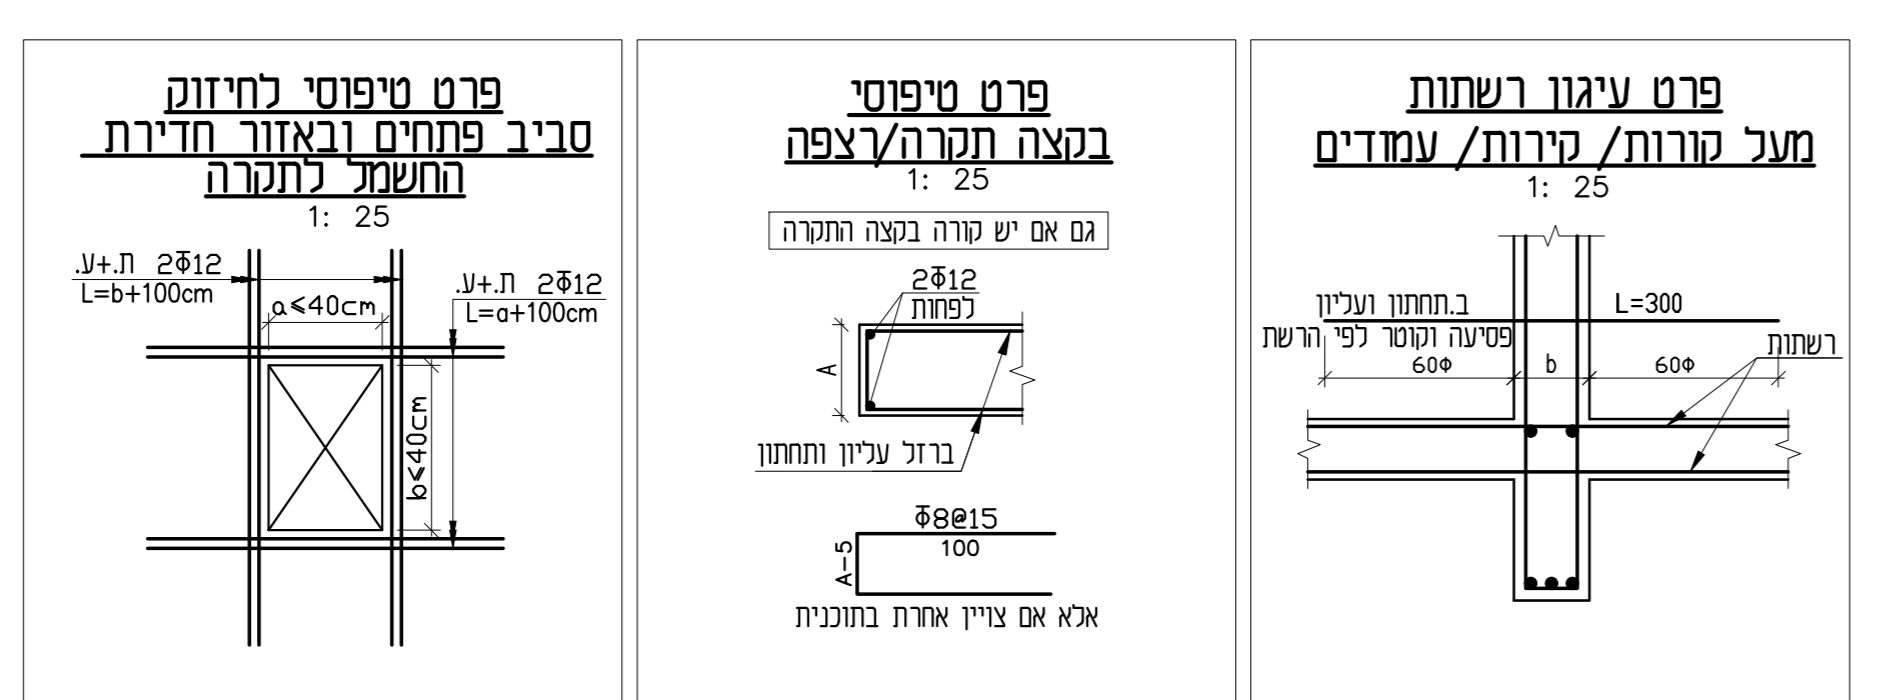 פרט טיפוסי לחיזוק
סביב פתחים ובאזור חדירת
החשמל לתקרה
1: 25
ת.+ע. 2Φ12
L=b+100cm
ת.+ע. 2Φ12
L=a+100cm
a≤40cm
b≤40cm
פרט טיפוסי
בקצה תקרה/רצפה
1: 25
גם אם יש קורה בקצה התקרה
2Φ12
לפחות
A
ברזל עליון ותחתון
Φ8@15
100
A-5
אלא אם צויין אחרת בתוכנית
פרט עיגון רשתות
מעל קורות/ קירות/ עמודים
1: 25
ב.תחתון ועליון
L=300
פסיעה וקוטר לפי הרשת
רשתות
60Φ
b
60Φ